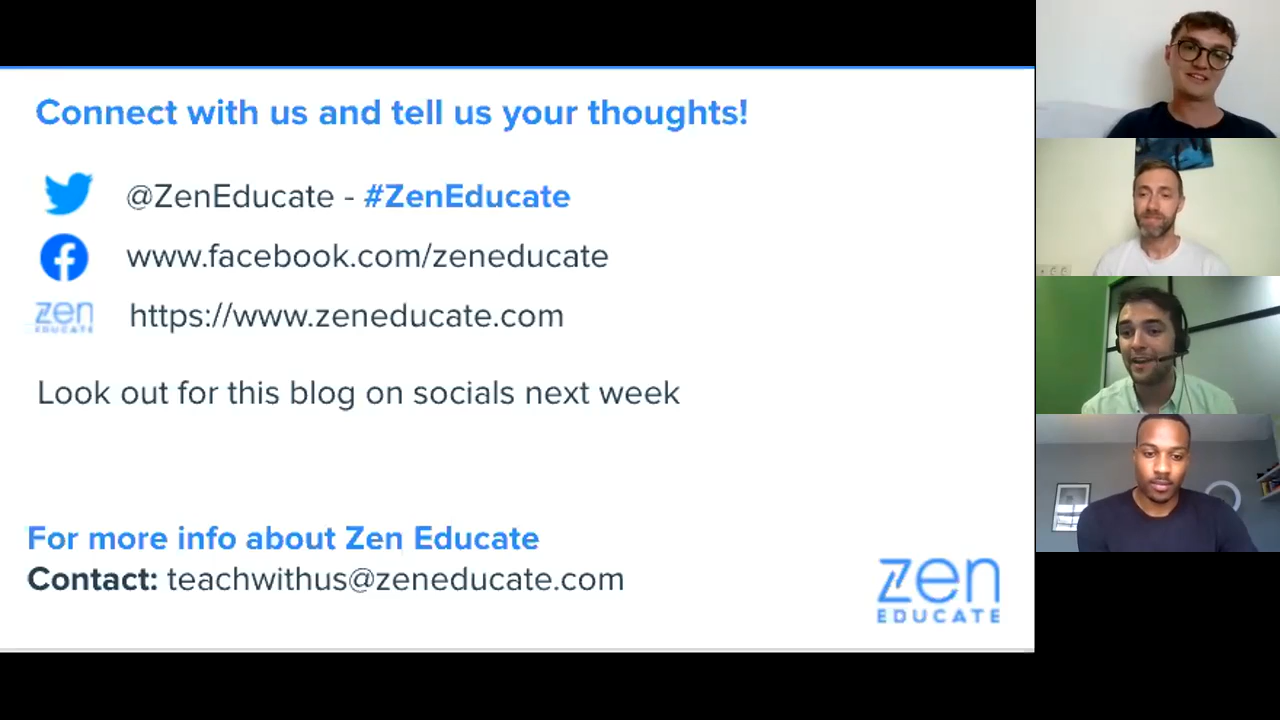 Connect with us and tell us your thoughts!
@ZenEducate - #ZenEducate
www.facebook.com/zeneducate
zen EDUCATE https://www.zeneducate.com
Look out for this blog on socials next week
For more info about Zen Educate
Contact: teachwithus@zeneducate.com
zen
EDUCATE